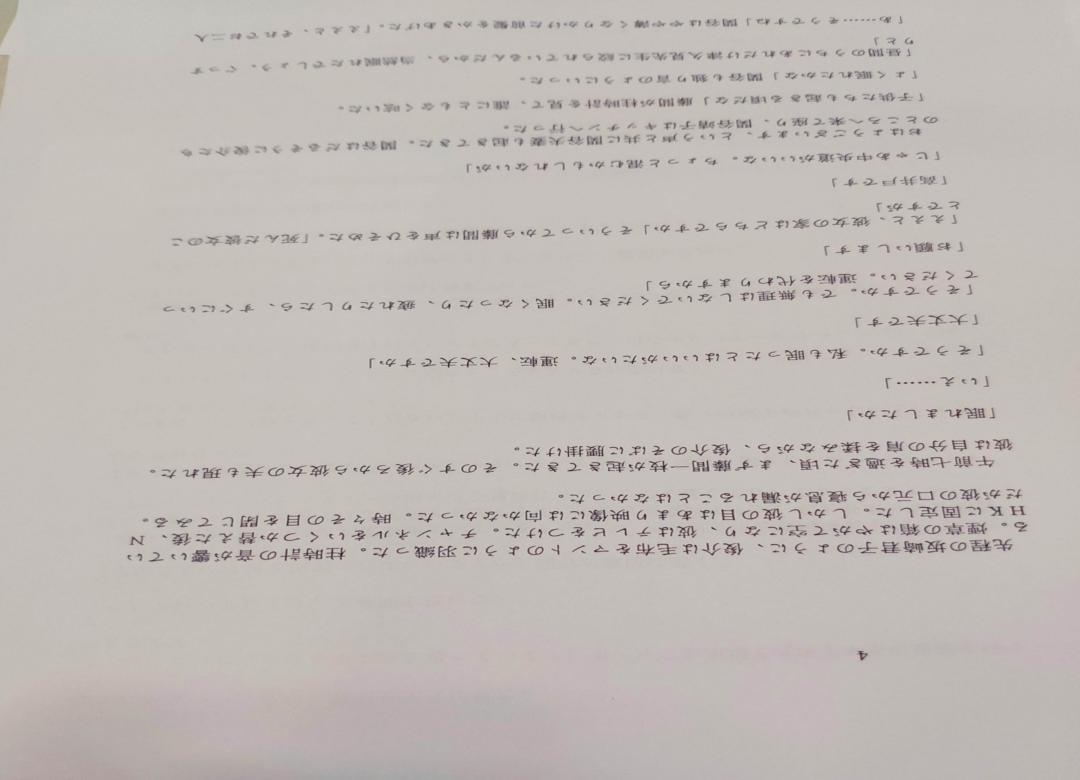 4
先程の坂崎君子のように、俊介は毛布をマントのように羽織った。柱時計の音が響いてい
る。煙草の箱はやがて空になり、彼はテレビをつけた。チャンネルをいくつか替えた後、N
HKに固定した。しかし彼の目はあまり映像には向かなかった。時々その目を閉じてみる。
だが彼の口元から寝息が漏れることはなかった。
午前七時を過ぎた頃、まず藤間一枝が起きてきた。そのすぐ後ろから彼女の夫も現れた。
彼は自分の肩を揉みながら、俊介のそばに腰掛けた。
「眠れましたか」
「いえ……」
「そうですか。私も眠ったとはいいがたいな。運転、大丈夫ですか」
「大丈夫です」
「そうですか。でも無理はしないでください。眠くなったり、疲れたりしたら、すぐにいっ
てください。運転を代わりますから」
「お願いします」
「ええと、彼女の家はどちらですか」そういってから藤間は声をひそめた。「死んだ彼女のこ
とですが」
「高井戸です」
「じゃあ中央道がいいな。ちょっと混むかもしれないが」
おはようございます、という声と共に関谷夫妻も起きてきた。関谷はだるそうに俊介たち
のところへ来て座り、関谷靖子はキッチンへ行った。
「子供たちも起きる頃だな」藤間が柱時計を見て、誰にともなく呟いた。
「よく眠れたかな」関谷も独り言のようにいった。
「昼間のうちにあれだけ津久見先生に絞られているんだから、当然眠れたでしょう。ぐっす
りと」
「あ……そうですね」関谷はやや薄くなりかけた前髪をかきあげた。「ええと、それでお二人